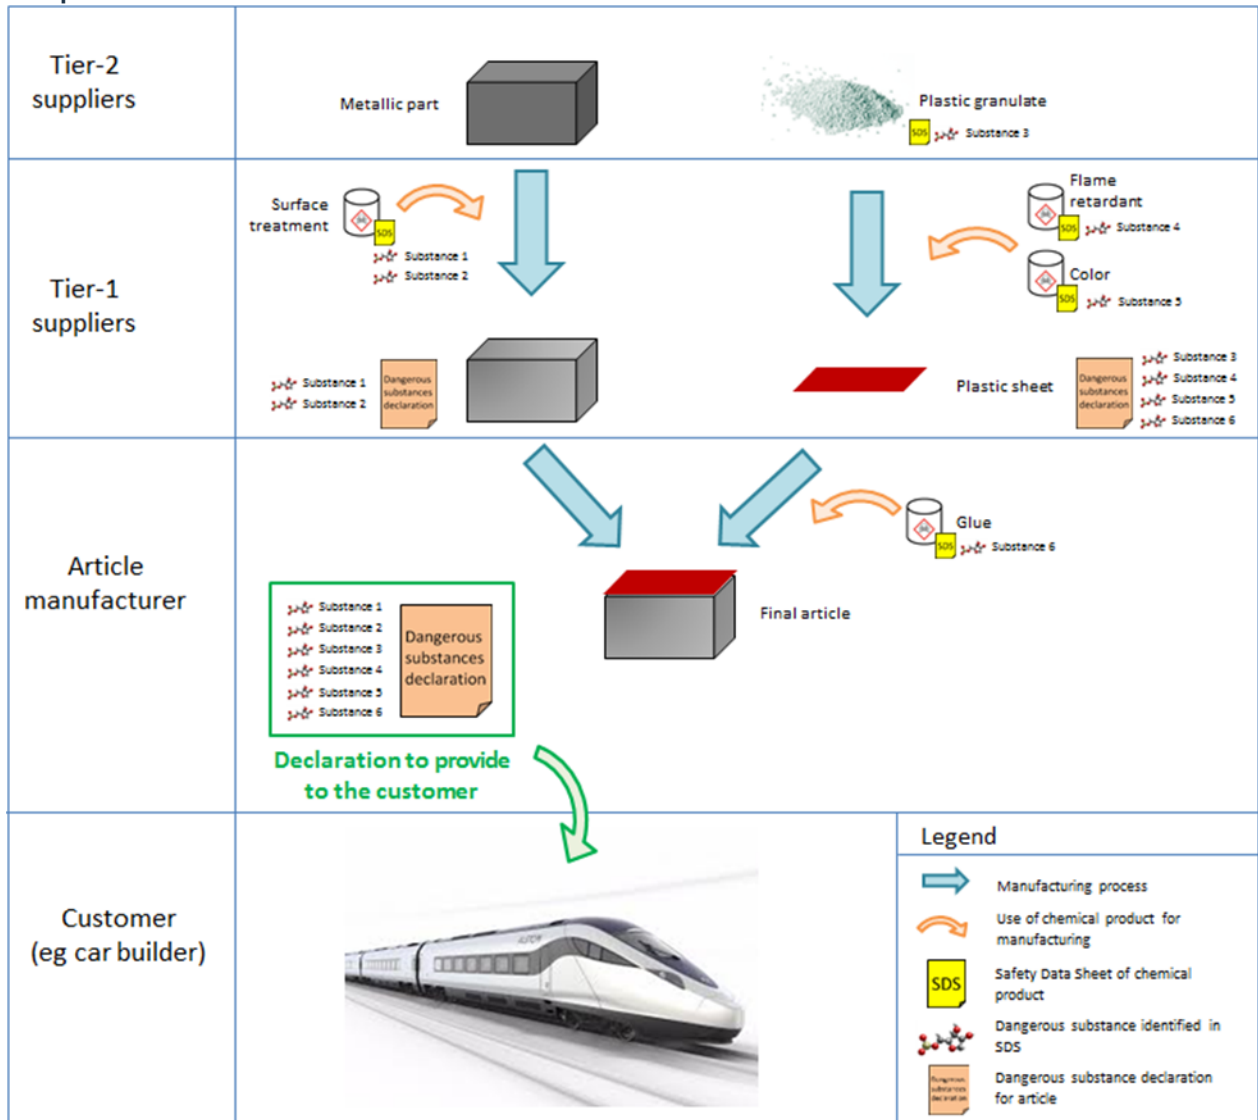 Tier-2
suppliers
Metallic part
Plastic granulate
SDS
Substance 3
Tier-1
suppliers
Surface
treatment
SDS
Substance 1
Substance 2
Flame
retardant
SDS
Substance 4
Color
SDS
Substance 5
Substance 1
Substance 2
Dangerous
substances
declaration
Plastic sheet
Dangerous
substances
declaration
Substance 3
Substance 4
Substance 5
Substance 6
Article
manufacturer
Glue
SDS
Substance 6
Final article
Substance 1
Substance 2
Substance 3
Substance 4
Substance 5
Substance 6
Dangerous
substances
declaration
Declaration to provide
to the customer
Customer
(eg car builder)
Legend
Manufacturing process
Use of chemical product for
manufacturing
SDS
Safety Data Sheet of chemical
product
Dangerous substance identified in
SDS
Dangerous
substances
declaration
Dangerous substance declaration
for article